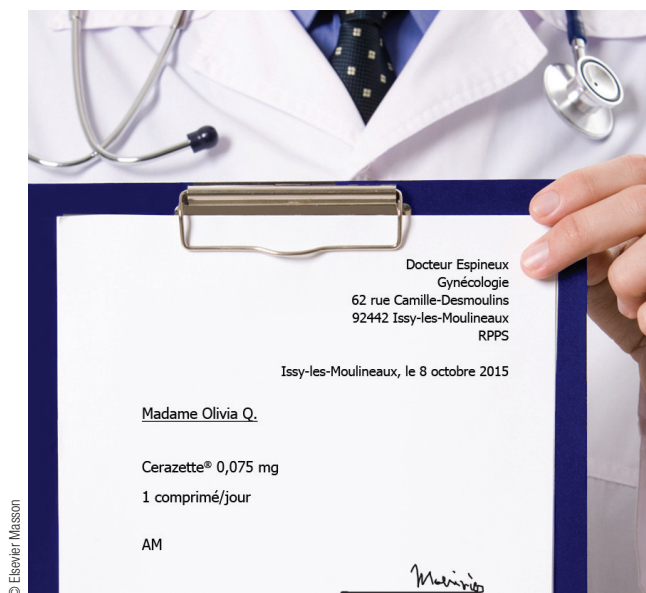 Docteur Espineux
Gynécologie
62 rue Camille-Desmoulins
92442 Issy-les-Moulineaux
RPPS
Issy-les-Moulineaux, le 8 octobre 2015
Madame Olivia Q.
Cerazette® 0,075 mg
1 comprimé/jour
AM
© Elsevier Masson